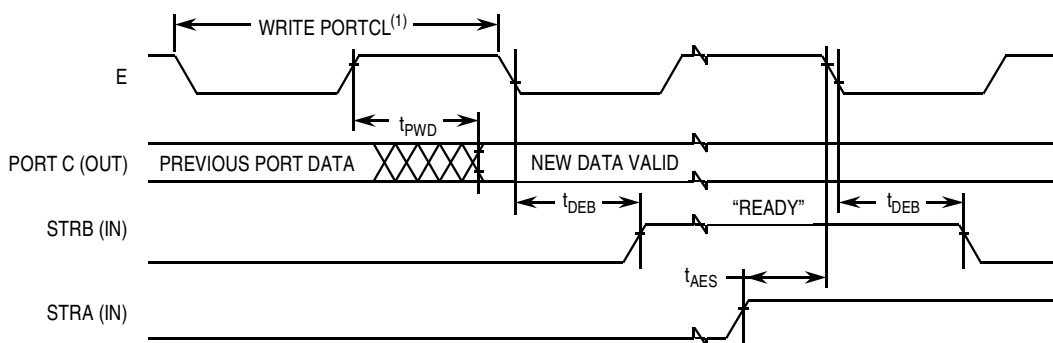 WRITE PORTCL(1)
E
tPWD
PORT C (OUT)
PREVIOUS PORT DATA
NEW DATA VALID
tDEB
"READY"
tDEB
STRB (IN)
tAES
STRA (IN)